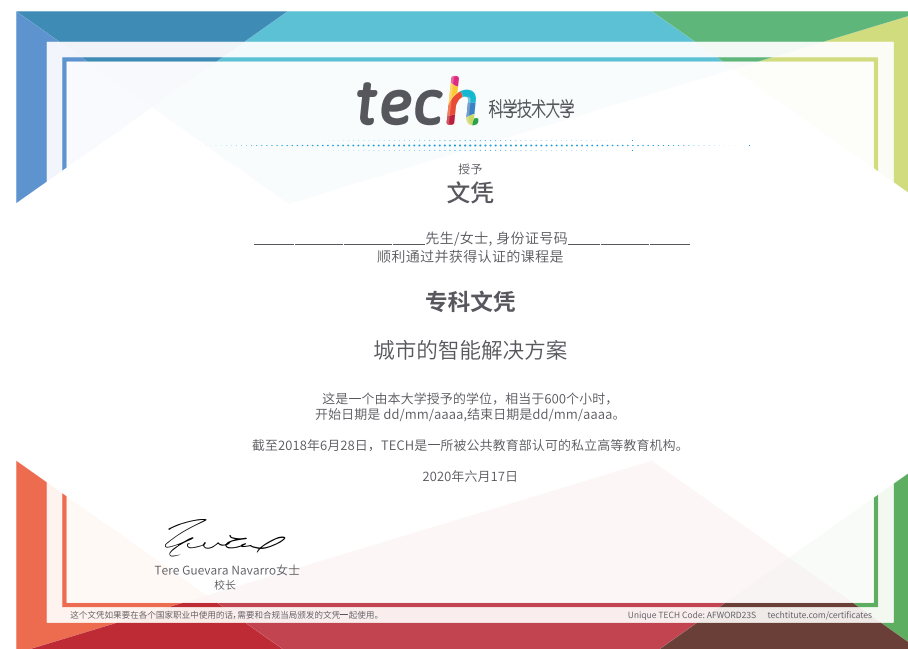 tech 科学技术大学
授予
文凭
______________________先生/女士, 身份证号码_______________
顺利通过并获得认证的课程是
专科文凭
城市的智能解决方案
这是一个由本大学授予的学位，相当于600个小时，
开始日期是 dd/mm/aaaa,结束日期是dd/mm/aaaa。
截至2018年6月28日，TECH是一所被公共教育部认可的私立高等教育机构。
2020年六月17日
Tere Guevara Navarro女士
校长
这个文凭如果要在各个国家职业中使用的话,需要和合规当局颁发的文凭一起使用。
Unique TECH Code: AFWORD23S techtitute.com/certificates